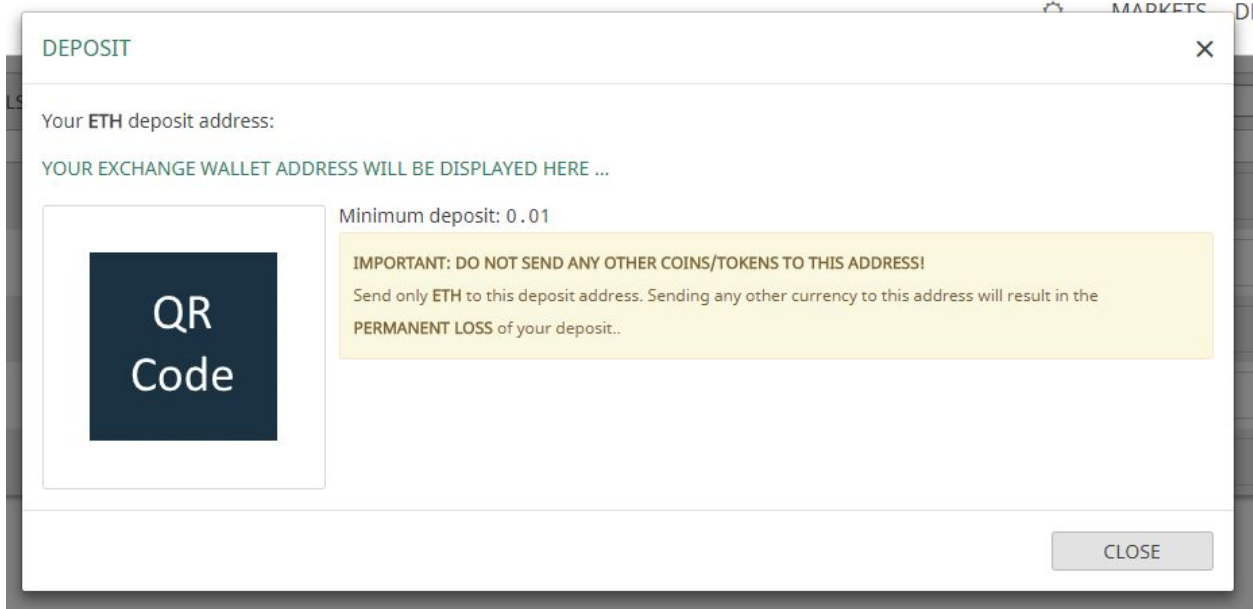 MARKETS
DEPOSIT
Your ETH deposit address:
YOUR EXCHANGE WALLET ADDRESS WILL BE DISPLAYED HERE ...
Minimum deposit: 0.01
IMPORTANT: DO NOT SEND ANY OTHER COINS/TOKENS TO THIS ADDRESS!
Send only ETH to this deposit address. Sending any other currency to this address will result in the
PERMANENT LOSS of your deposit..
QR
Code
CLOSE